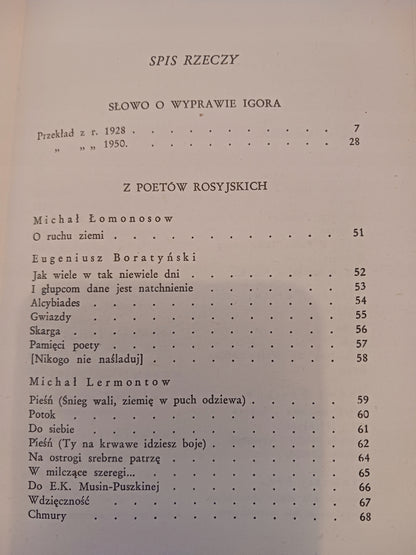 SPIS RZECZY
SŁOWO O WYPRAWIE IGORA
Przekład z r. 1928 . . . . . . . . . . . 7
„ „ „ 1950. . . . . . . . . . . 28
Z POETÓW ROSYJSKICH
Michał Łomonosow
O ruchu ziemi . . . . . . . . . . . 51
Eugeniusz Boratyński
Jak wiele w tak niewiele dni . . . . . . . . 52
I głupcom dane jest natchnienie . . . . . . . 53
Alcybiades . . . . . . . . . . . . 54
Gwiazdy . . . . . . . . . . . . 55
Skarga . . . . . . . . . . . . . 56
Pamięci poety . . . . . . . . . . . 57
[Nikogo nie naśladuj] . . . . . . . . . 58
Michał Lermontow
Pieśń (Śnieg wali, ziemię w puch odziewa) . . . . . 59
Potok . . . . . . . . . . . . . 60
Do siebie . . . . . . . . . . . . 61
Pieśń (Ty na krwawe idziesz boje) . . . . . . 62
Na ostrogi srebrne patrzę . . . . . . . . 64
W milczące szeregi... . . . . . . . . . 65
Do E.K. Musin-Puszkinej . . . . . . . . 66
Wdzięczność . . . . . . . . . . . 67
Chmury . . . . . . . . . . . . 68